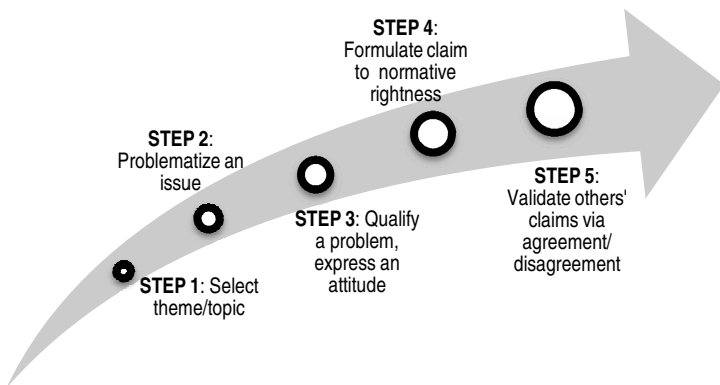 STEP 1: Select
theme/topic
STEP 2:
Problematize an
issue
STEP 3: Qualify
a problem,
express an
attitude
STEP 4:
Formulate claim
to normative
rightness
STEP 5:
Validate others'
claims via
agreement/
disagreement